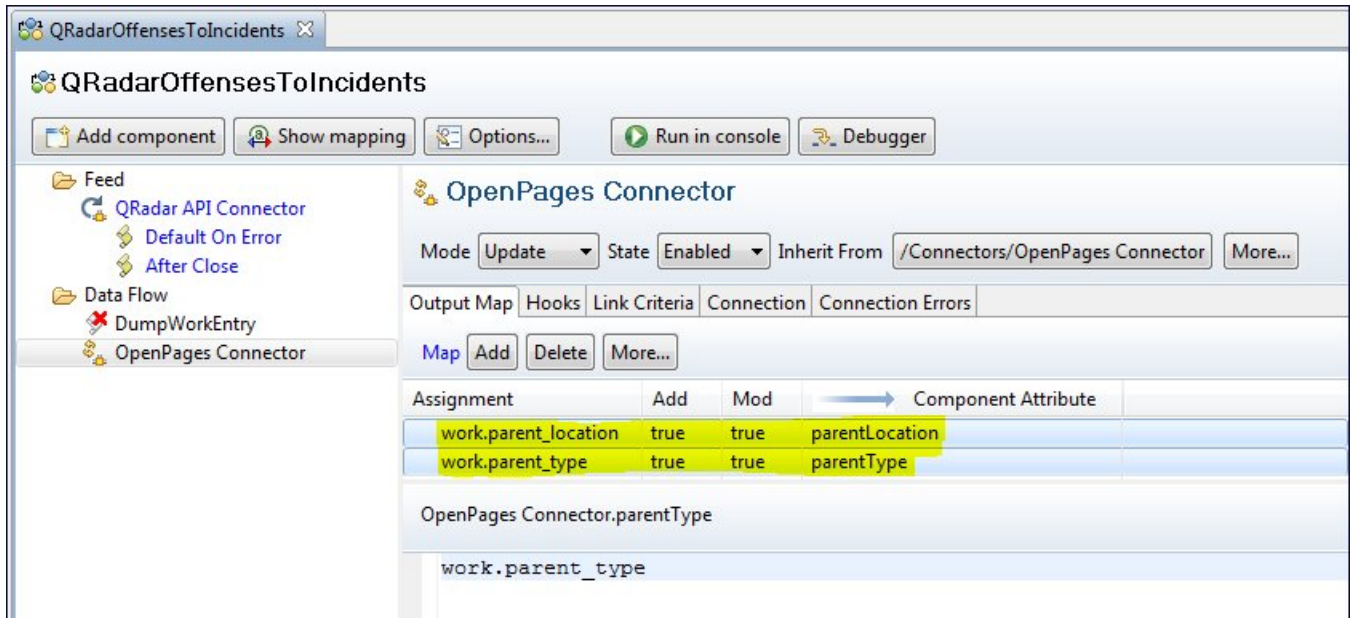 QRadarOffensesToIncidents
QRadarOffensesToIncidents
Add component Show mapping Options... Run in console Debugger
Feed
QRadar API Connector
Default On Error
After Close
Data Flow
DumpWorkEntry
OpenPages Connector
OpenPages Connector
Mode Update State Enabled Inherit From /Connectors/OpenPages Connector More...
Output Map Hooks Link Criteria Connection Connection Errors
Map Add Delete More...
Assignment Add Mod Component Attribute
work.parent_location true true parentLocation
work.parent_type true true parentType
OpenPages Connector.parentType
work.parent_type